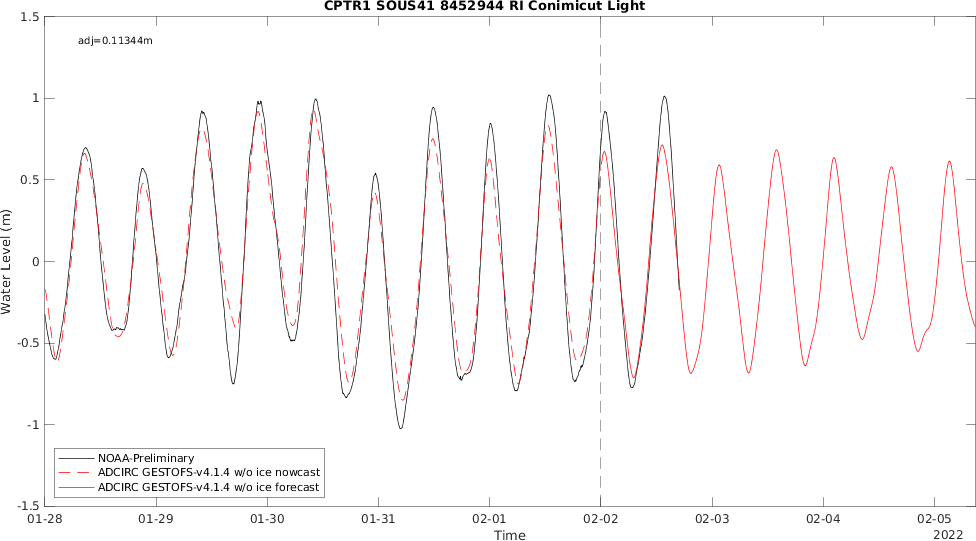 CPTR1 SOUS41 8452944 RI Conimicut Light
adj=0.11344m
1.5
1
0.5
0
-0.5
-1
-1.5
Water Level (m)
NOAA-Preliminary
ADCIRC GESTOFS-v4.1.4 w/o ice nowcast
ADCIRC GESTOFS-v4.1.4 w/o ice forecast
01-28 01-29 01-30 01-31 02-01 02-02 02-03 02-04 02-05
Time
2022